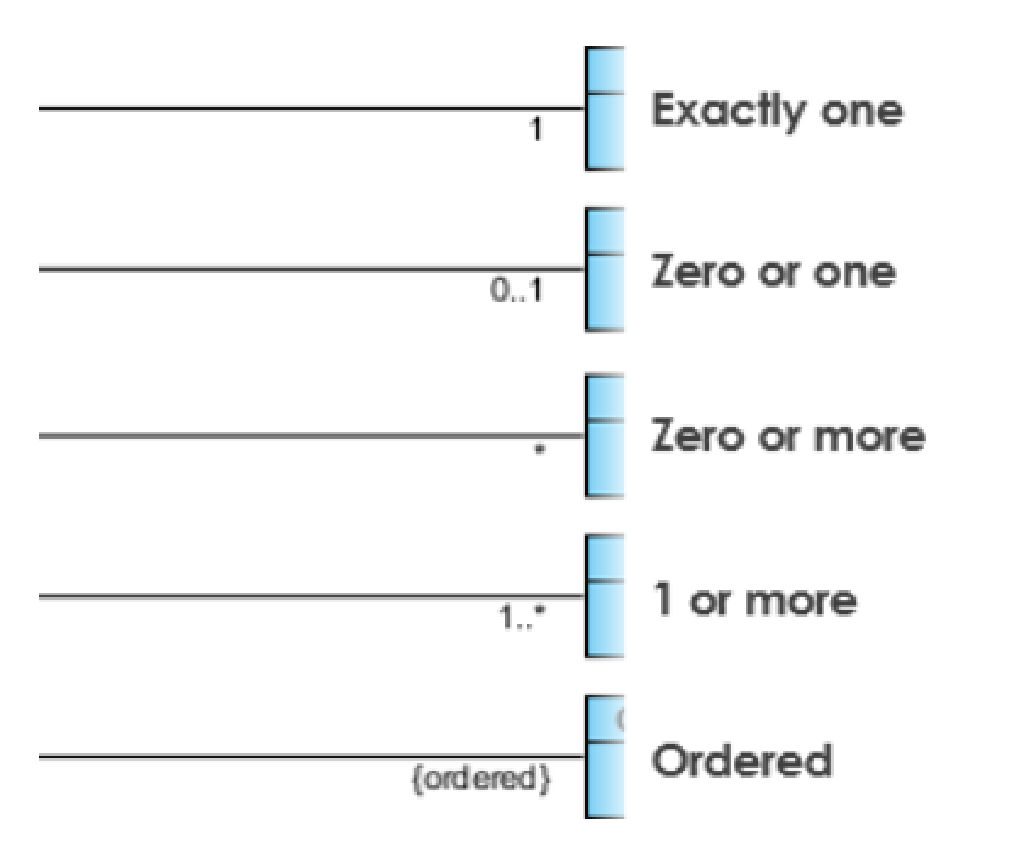 Exactly one
1
Zero or one
0..1
Zero or more
*
1 or more
1..*
Ordered
{ordered}